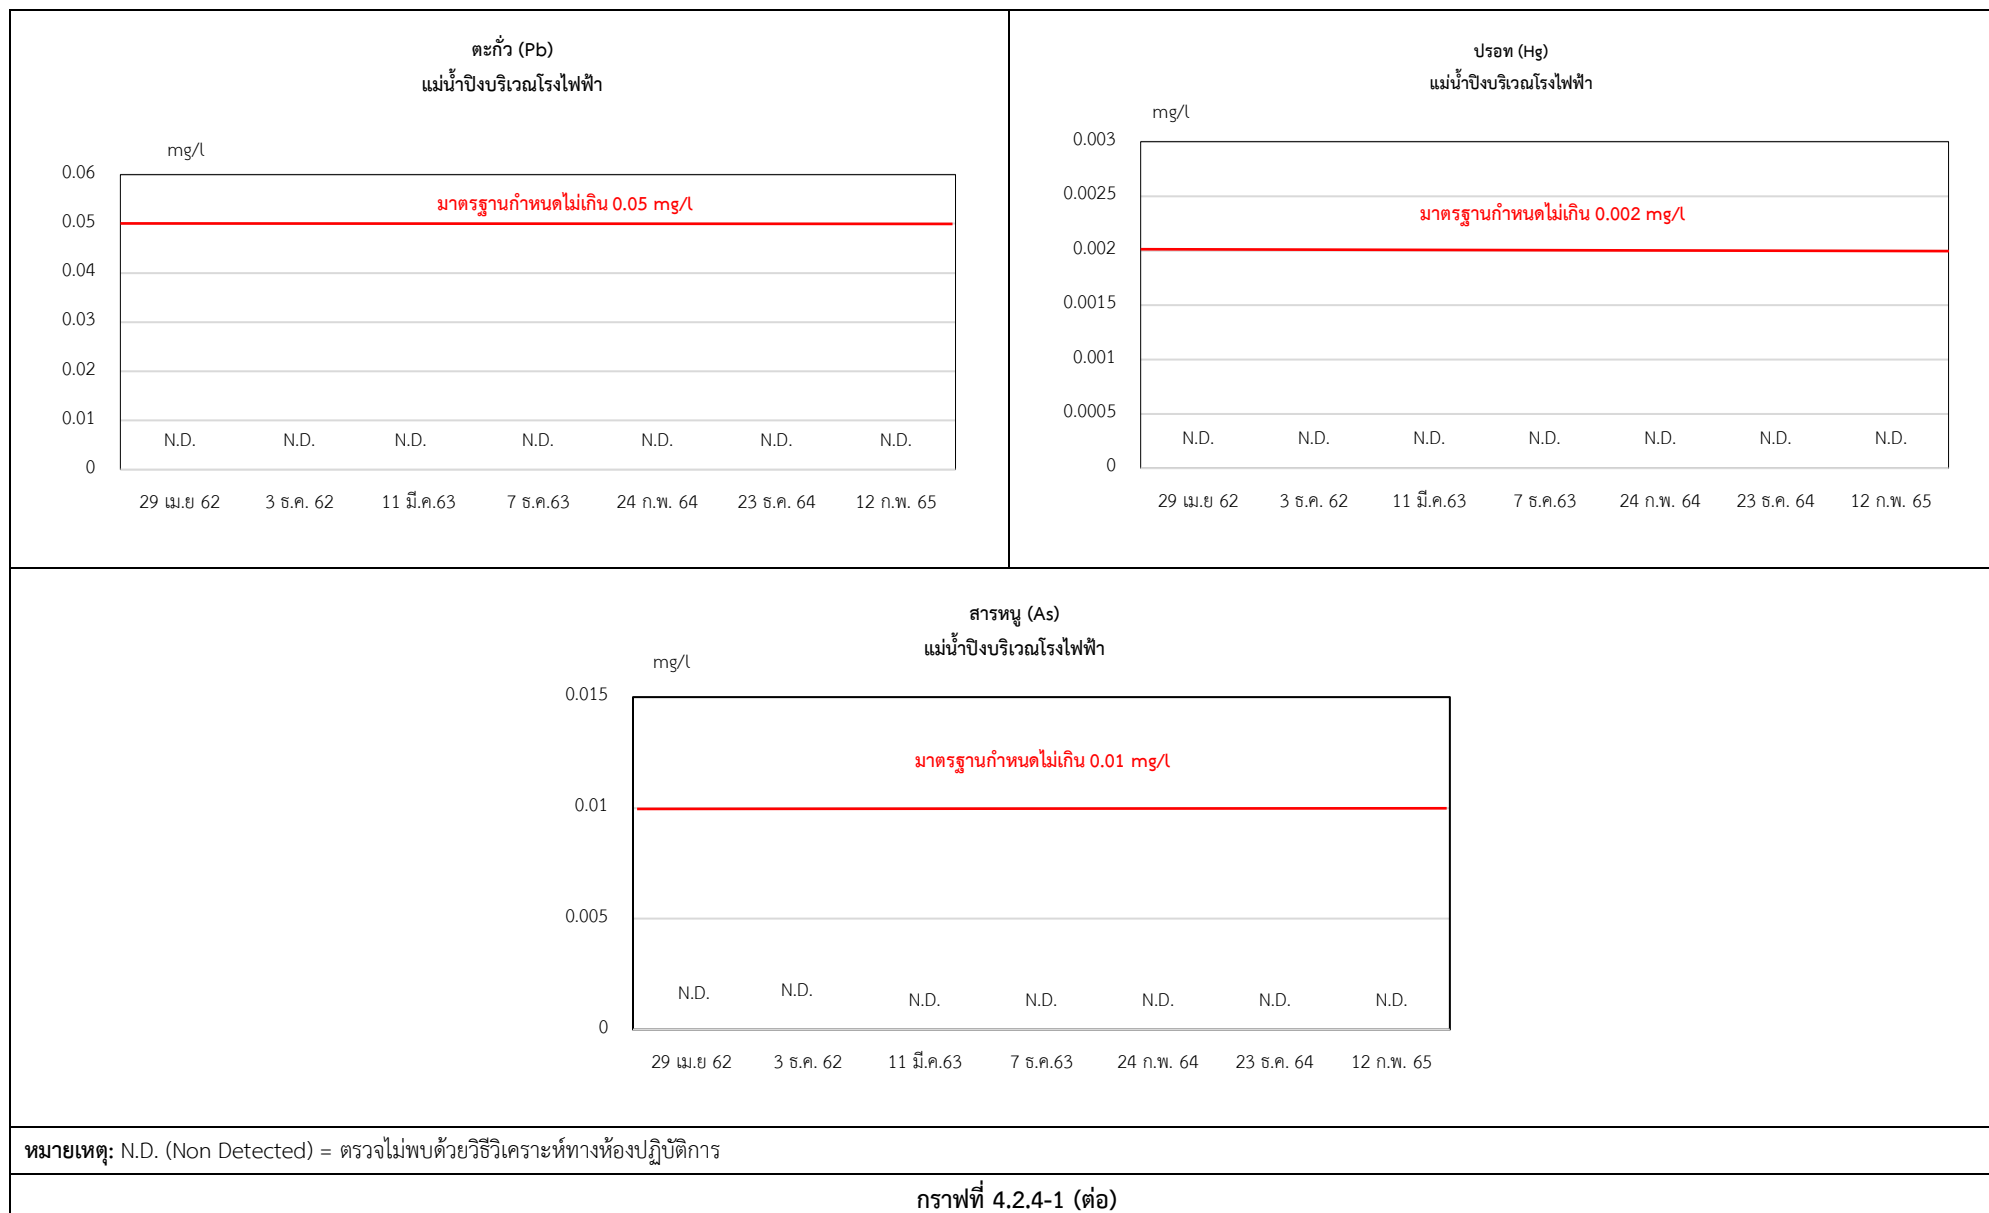 ตะกั่ว (Pb)
แม่น้ำปิงบริเวณโรงไฟฟ้า
mg/l
0.06
มาตรฐานกำหนดไม่เกิน 0.05 mg/l
0.05
0.04
0.03
0.02
0.01
N.D. N.D. N.D. N.D. N.D. N.D. N.D.
0
29 เม.ย 62 3 ธ.ค. 62 11 มี.ค.63 7 ธ.ค.63 24 ก.พ. 64 23 ธ.ค. 64 12 ก.พ. 65
ปรอท (Hg)
แม่น้ำปิงบริเวณโรงไฟฟ้า
mg/l
0.003
0.0025
มาตรฐานกำหนดไม่เกิน 0.002 mg/l
0.002
0.0015
0.001
0.0005
N.D. N.D. N.D. N.D. N.D. N.D. N.D.
0
29 เม.ย 62 3 ธ.ค. 62 11 มี.ค.63 7 ธ.ค.63 24 ก.พ. 64 23 ธ.ค. 64 12 ก.พ. 65
สารหนู (As)
แม่น้ำปิงบริเวณโรงไฟฟ้า
mg/l
0.015
มาตรฐานกำหนดไม่เกิน 0.01 mg/l
0.01
0.005
N.D. N.D. N.D. N.D. N.D. N.D. N.D.
0
29 เม.ย 62 3 ธ.ค. 62 11 มี.ค.63 7 ธ.ค.63 24 ก.พ. 64 23 ธ.ค. 64 12 ก.พ. 65
หมายเหตุ: N.D. (Non Detected) = ตรวจไม่พบด้วยวิธีวิเคราะห์ทางห้องปฏิบัติการ
กราฟที่ 4.2.4-1 (ต่อ)